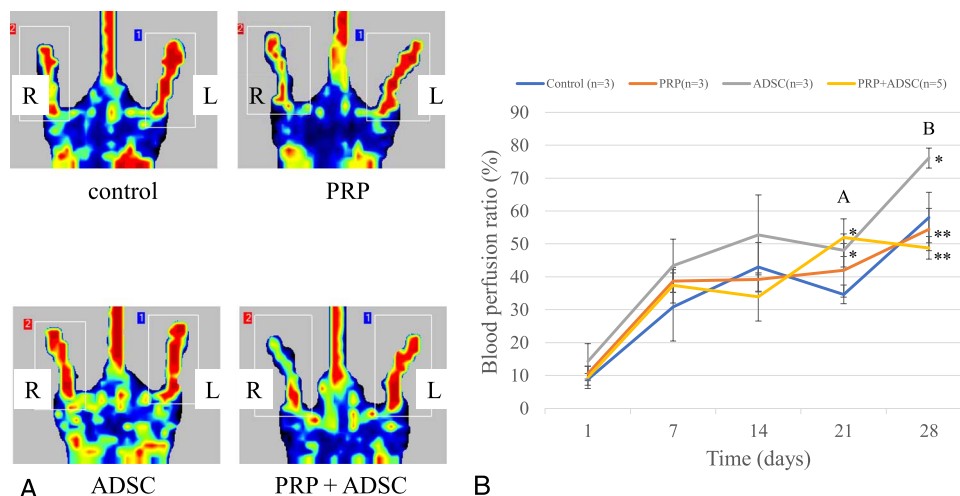 A
2
1
R
L
control
2
1
R
L
PRP
2
1
R
L
ADSC
2
1
R
L
PRP + ADSC
B
Control (n=3) PRP(n=3) ADSC(n=3) PRP+ADSC(n=5)
Blood perfusion ratio (%)
90
80
70
60
50
40
30
20
10
0
A
*
*
B
*
**
**
1 7 14 21 28
Time (days)